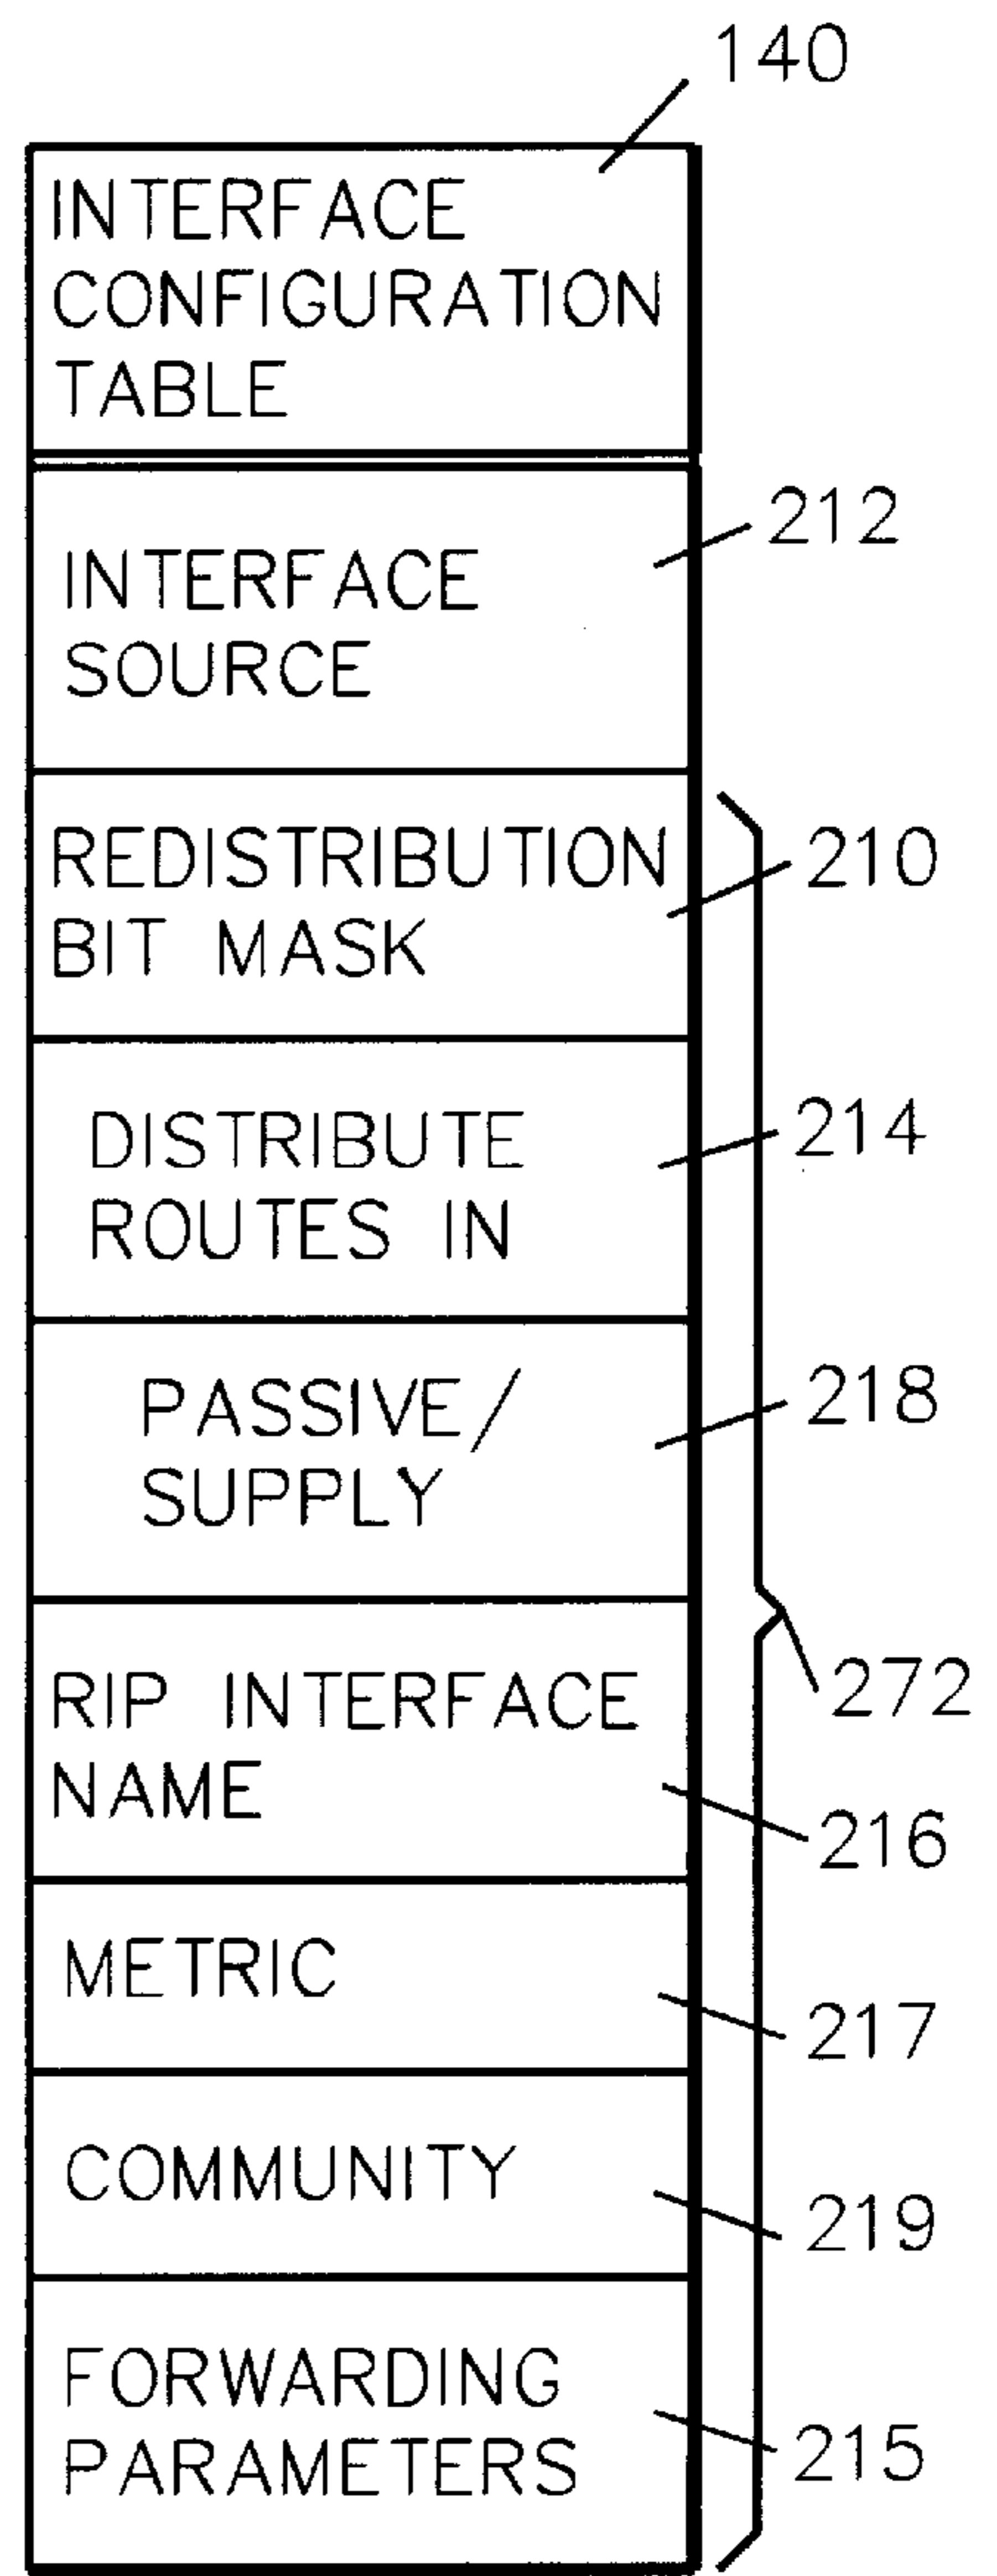 140
INTERFACE
CONFIGURATION
TABLE
212
INTERFACE
SOURCE
REDISTRIBUTION 210
BIT MASK
DISTRIBUTE 214
ROUTES IN
PASSIVE/ 218
SUPPLY
RIP INTERFACE 272
NAME
216
METRIC
217
COMMUNITY
219
FORWARDING
PARAMETERS 215